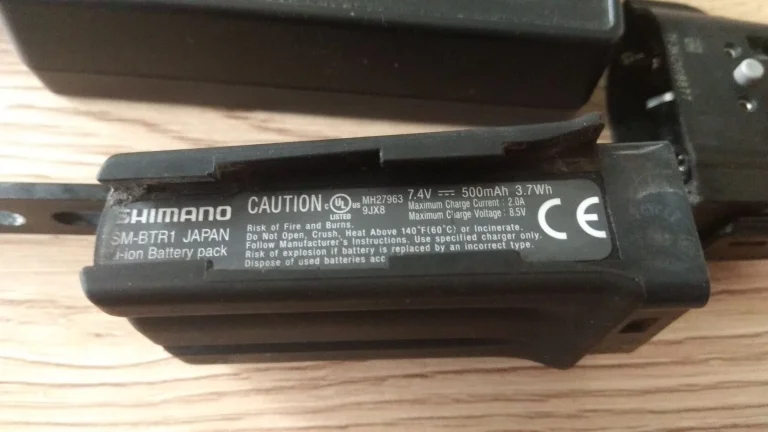 SHIMANO
SM-BTR1 JAPAN
Li-ion Battery pack
CAUTION
c UL us
LISTED
MH27963
9JX8
7.4V ⎓ 500mAh 3.7Wh
Maximum Charge Current : 2.0A
Maximum Charge Voltage : 8.5V
Risk of Fire and Burns.
Do Not Open, Crush, Heat Above 140°F(60°C) or Incinerate.
Follow Manufacturer's Instructions. Use specified charger only.
Risk of explosion if battery is replaced by an incorrect type.
Dispose of used batteries acc
CE